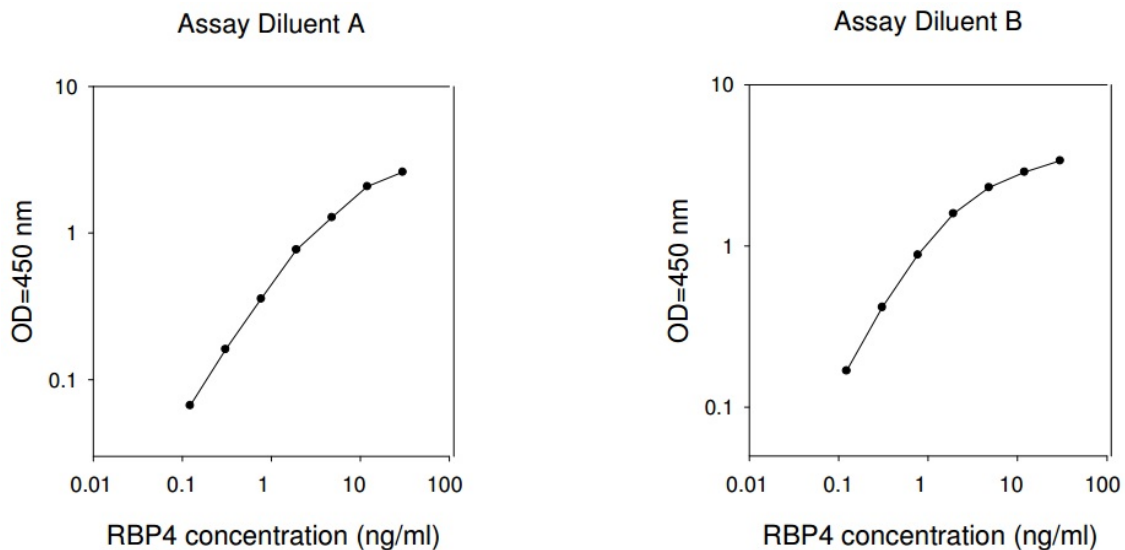 Assay Diluent A
10
1
0.1
OD=450 nm
0.01 0.1 1 10 100
RBP4 concentration (ng/ml)
Assay Diluent B
10
1
0.1
OD=450 nm
0.01 0.1 1 10 100
RBP4 concentration (ng/ml)